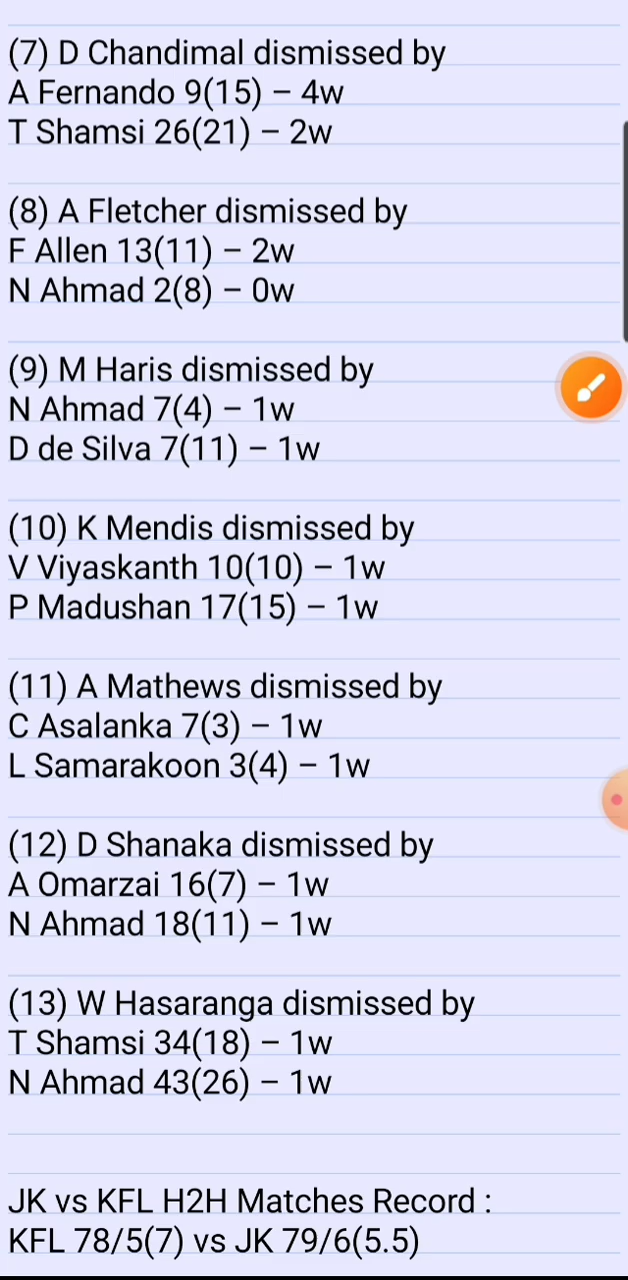 (7) D Chandimal dismissed by
A Fernando 9(15) – 4w
T Shamsi 26(21) – 2w
(8) A Fletcher dismissed by
F Allen 13(11) – 2w
N Ahmad 2(8) – 0w
(9) M Haris dismissed by
N Ahmad 7(4) – 1w
D de Silva 7(11) – 1w
(10) K Mendis dismissed by
V Viyaskanth 10(10) – 1w
P Madushan 17(15) – 1w
(11) A Mathews dismissed by
C Asalanka 7(3) – 1w
L Samarakoon 3(4) – 1w
(12) D Shanaka dismissed by
A Omarzai 16(7) – 1w
N Ahmad 18(11) – 1w
(13) W Hasaranga dismissed by
T Shamsi 34(18) – 1w
N Ahmad 43(26) – 1w
JK vs KFL H2H Matches Record :
KFL 78/5(7) vs JK 79/6(5.5)